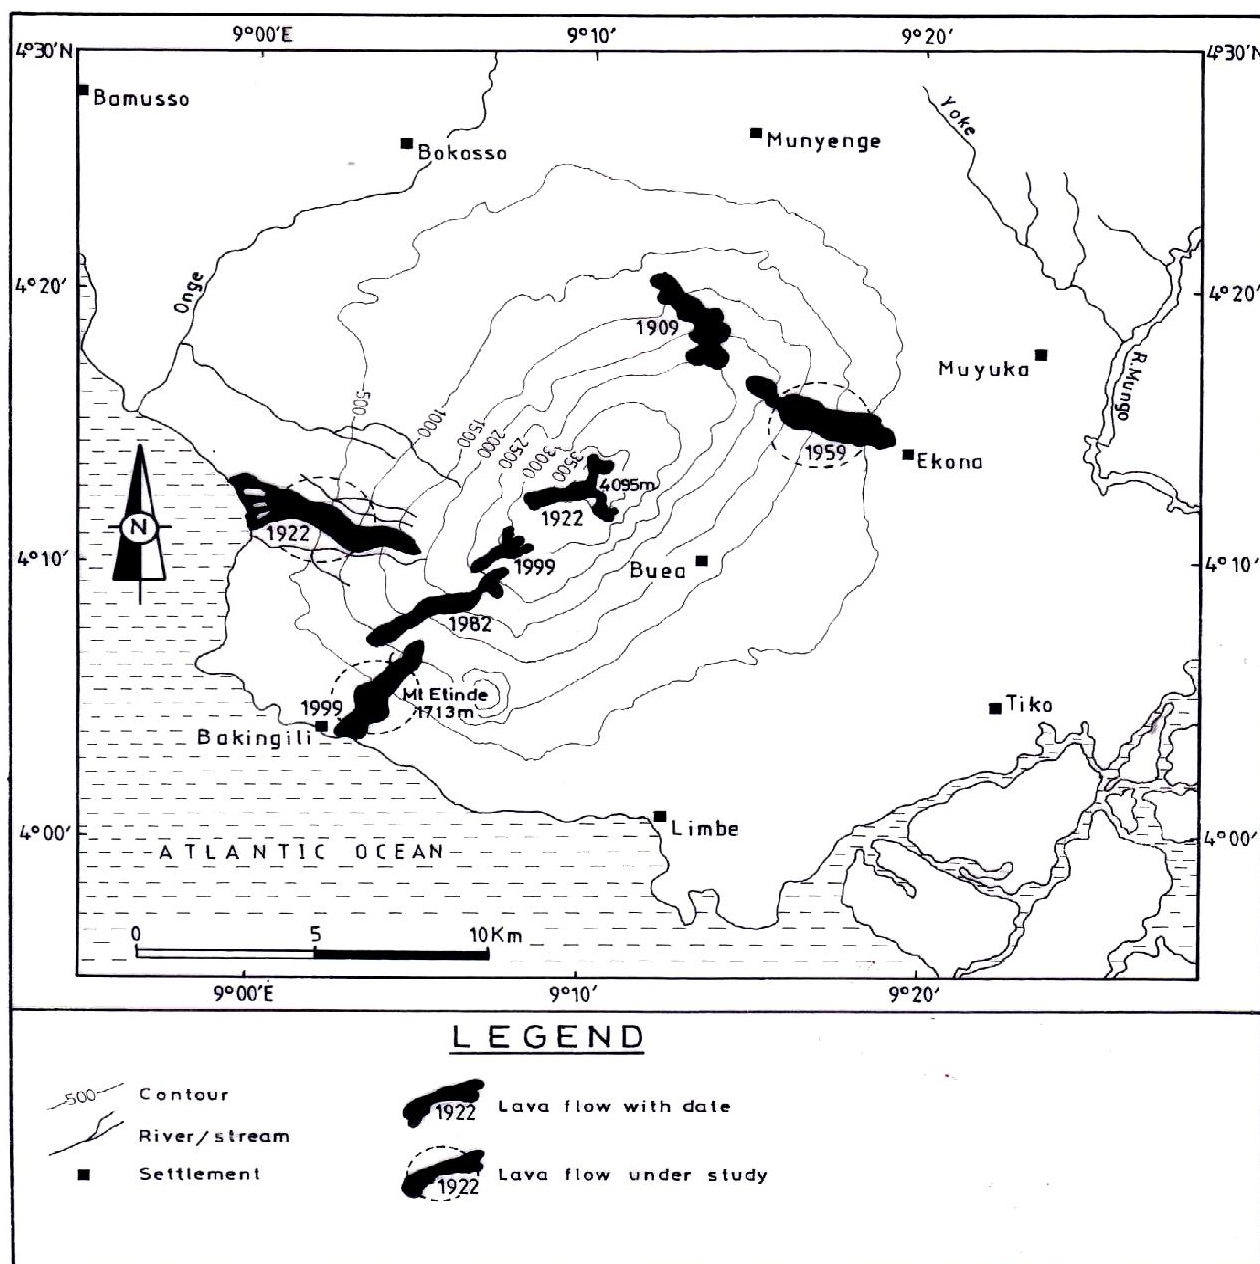 9°00'E 9°10' 9°20'
4°30'N 4°30'N
Bamusso
Bokosso
Munyenge
Yoke
Onge
4°20' 4°20'
1909
Muyuka
R.Mungo
500
1000
1500
2000
2500
3000
3500
1959
Ekona
4095m
1922
1922
N
4°10' 4°10'
1999
Buea
1982
Mt Etinde
1713m
1999
Bakingili
Tiko
Limbe
4°00' 4°00'
ATLANTIC OCEAN
0 5 10Km
9°00'E 9°10' 9°20'
LEGEND
500 Contour
River/stream
Settlement
1922 Lava flow with date
1922 Lava flow under study